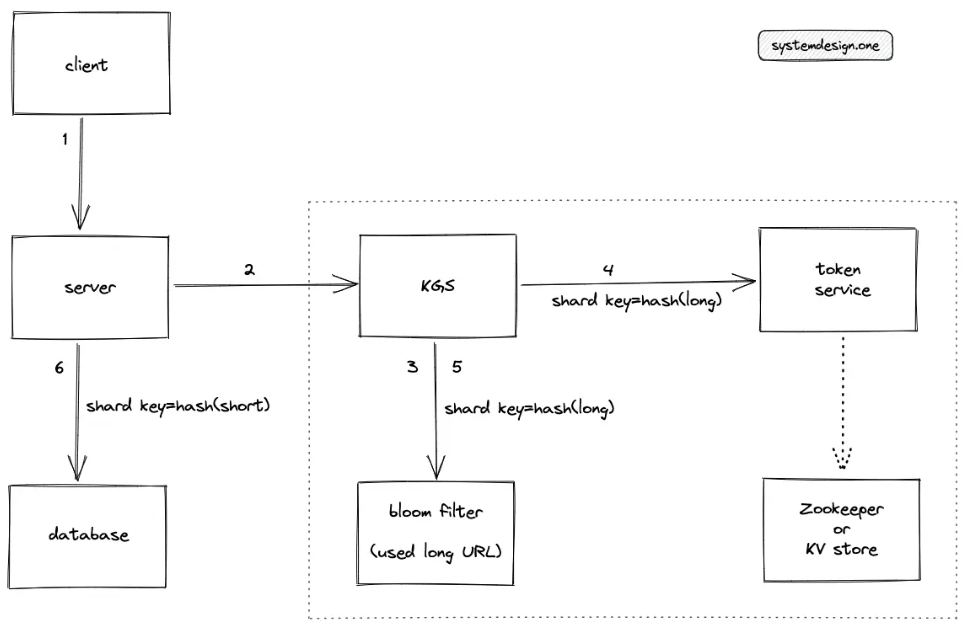 client
systemdesign.one
1
server
2
KGS
4
shard key=hash(long)
token
service
6
shard key=hash(short)
3
5
shard key=hash(long)
database
bloom filter
(used long URL)
Zookeeper
or
KV store